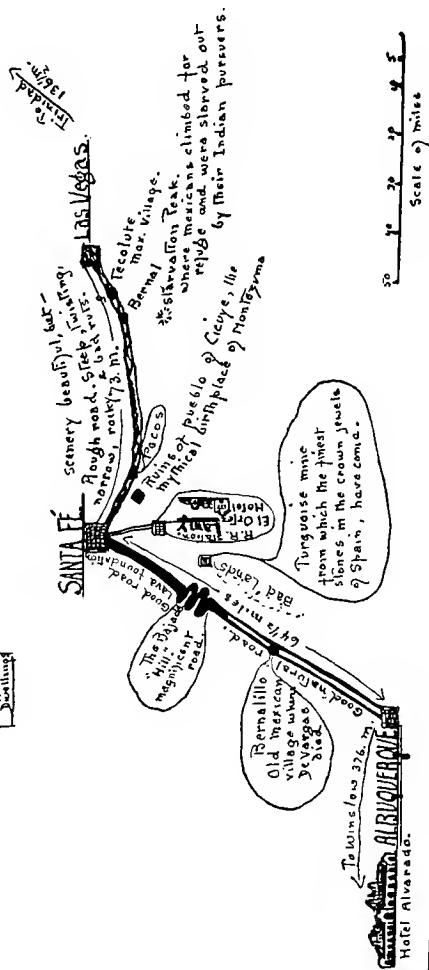 Dwellings
To
Trinidad
136 m.
Las Vegas
scenery beautiful, but—
Rough road. Steep, Twisting,
narrow, rocky & bad ruts.
73. m.
Tecolute
mex. village.
Bernal
Starvation Peak.
where mexicans climbed for
refuge and were starved out
by their Indian pursuers.
Pecos
Ruins of pueblo of Cicuye, the
mythical birthplace of Montezuma
SANTA FÉ
R.R.
station.
Lamy
El Ortiz
Hotel
Turquoise mine
from which the finest
stones in the crown jewels
of Spain, have come.
Good road
Lava foundation
"The Bajada
Hill"
magnificent
road.
"Bad Lands"
64½ miles
Good natural road.
Bernalillo
Old mexican
village where
De Vargas
died
ALBUQUERQUE
Hotel Alvarado.
To Winslow 376. m.
50 40 30 20 10 5
Scale of miles